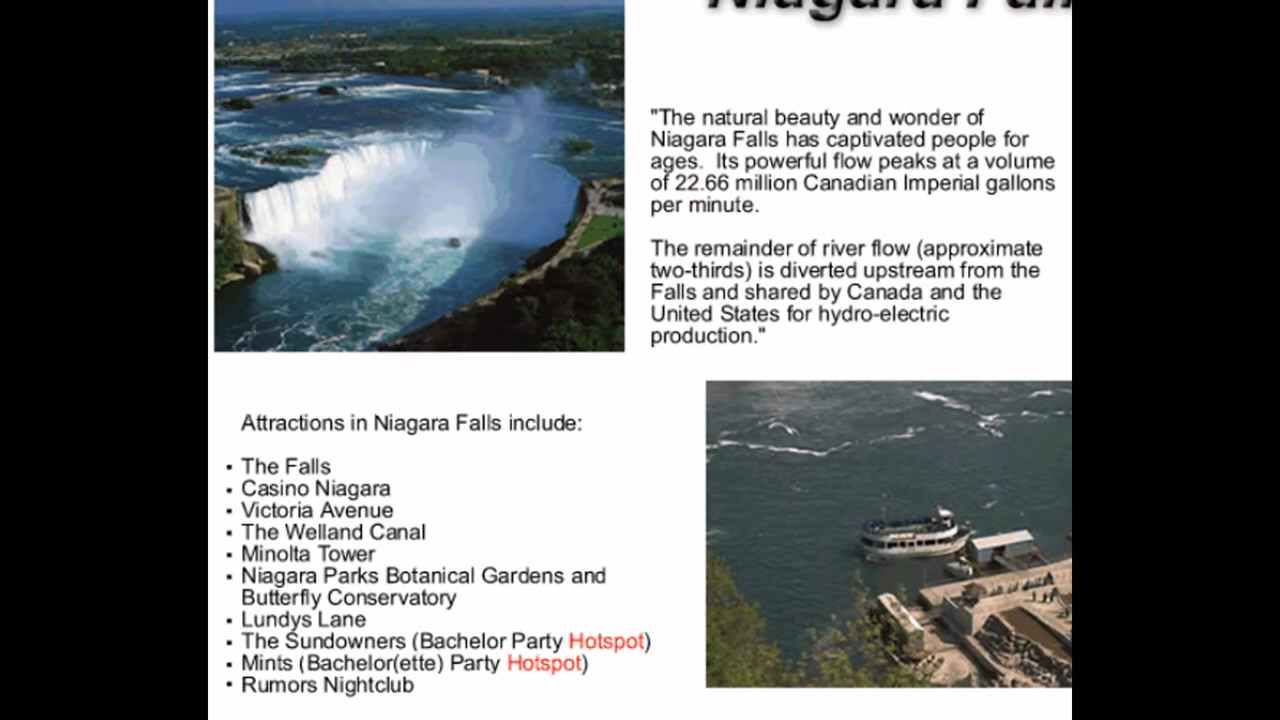 Niagara Fall
"The natural beauty and wonder of
Niagara Falls has captivated people for
ages.  Its powerful flow peaks at a volume
of 22.66 million Canadian Imperial gallons
per minute.
The remainder of river flow (approximate
two-thirds) is diverted upstream from the
Falls and shared by Canada and the
United States for hydro-electric
production."
Attractions in Niagara Falls include:
▪ The Falls
▪ Casino Niagara
▪ Victoria Avenue
▪ The Welland Canal
▪ Minolta Tower
▪ Niagara Parks Botanical Gardens and
Butterfly Conservatory
▪ Lundys Lane
▪ The Sundowners (Bachelor Party Hotspot)
▪ Mints (Bachelor(ette) Party Hotspot)
▪ Rumors Nightclub